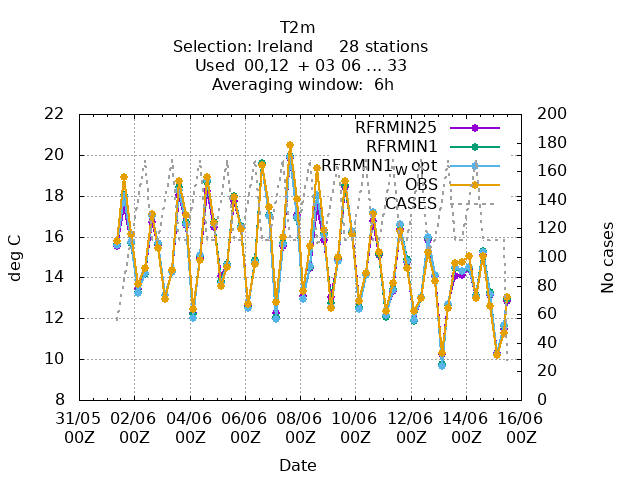 T2m
Selection: Ireland 28 stations
Used 00,12 + 03 06 ... 33
Averaging window: 6h
deg C
22
20
18
16
14
12
10
8
200
180
160
140
120
100
80
60
40
20
0
No cases
RFRMIN25
RFRMIN1
RFRMIN1w opt
OBS
CASES
31/05 02/06 04/06 06/06 08/06 10/06 12/06 14/06 16/06
00Z 00Z 00Z 00Z 00Z 00Z 00Z 00Z 00Z
Date